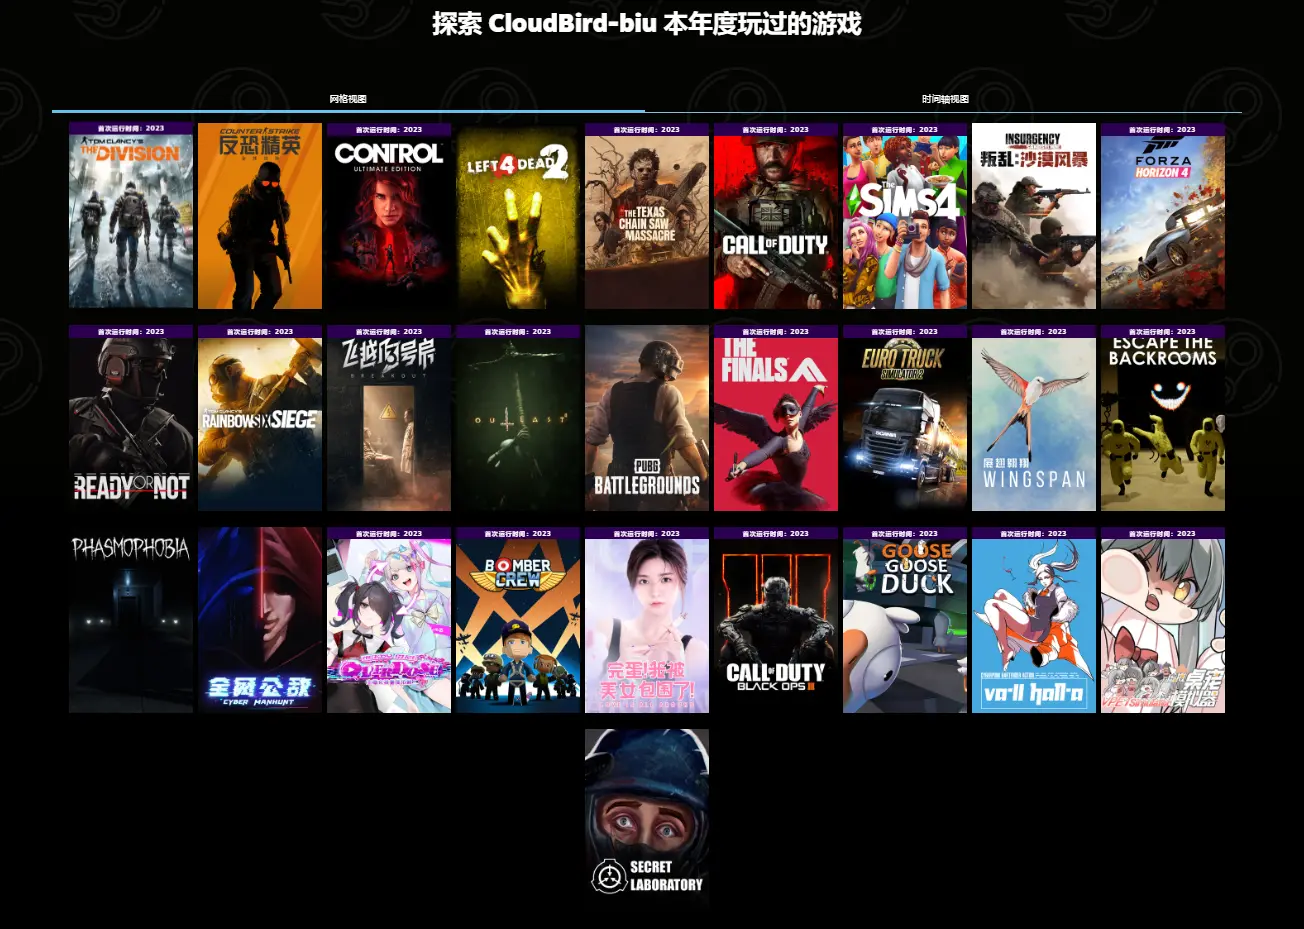 探索 CloudBird-biu 本年度玩过的游戏
网格视图
时间轴视图
首次运行时间：2023
TOM CLANCY'S
THE DIVISION
COUNTER STRIKE
反恐精英
首次运行时间：2023
CONTROL
ULTIMATE EDITION
LEFT 4 DEAD 2
首次运行时间：2023
THE TEXAS
CHAIN SAW
MASSACRE
首次运行时间：2023
CALL OF DUTY
首次运行时间：2023
The SIMS 4
INSURGENCY
叛乱:沙漠风暴
首次运行时间：2023
FORZA
HORIZON 4
首次运行时间：2023
READY OR NOT
首次运行时间：2023
TOM CLANCY'S
RAINBOW SIX SIEGE
首次运行时间：2023
BREAKOUT
首次运行时间：2023
OUTLAST
PUBG
BATTLEGROUNDS
首次运行时间：2023
THE
FINALS
首次运行时间：2023
EURO TRUCK
SIMULATOR 2
SCANIA
首次运行时间：2023
展翅翱翔
WINGSPAN
首次运行时间：2023
ESCAPE THE
BACKROOMS
PHASMOPHOBIA
全网公敌
CYBER MANHUNT
首次运行时间：2023
OVERDOSE
首次运行时间：2023
BOMBER
CREW
首次运行时间：2023
完蛋!我被
美女包围了!
首次运行时间：2023
CALL OF DUTY
BLACK OPS III
首次运行时间：2023
GOOSE
GOOSE
DUCK
首次运行时间：2023
va-11 hall-a
首次运行时间：2023
桌宠
VPET Simulator
模拟器
SECRET
LABORATORY